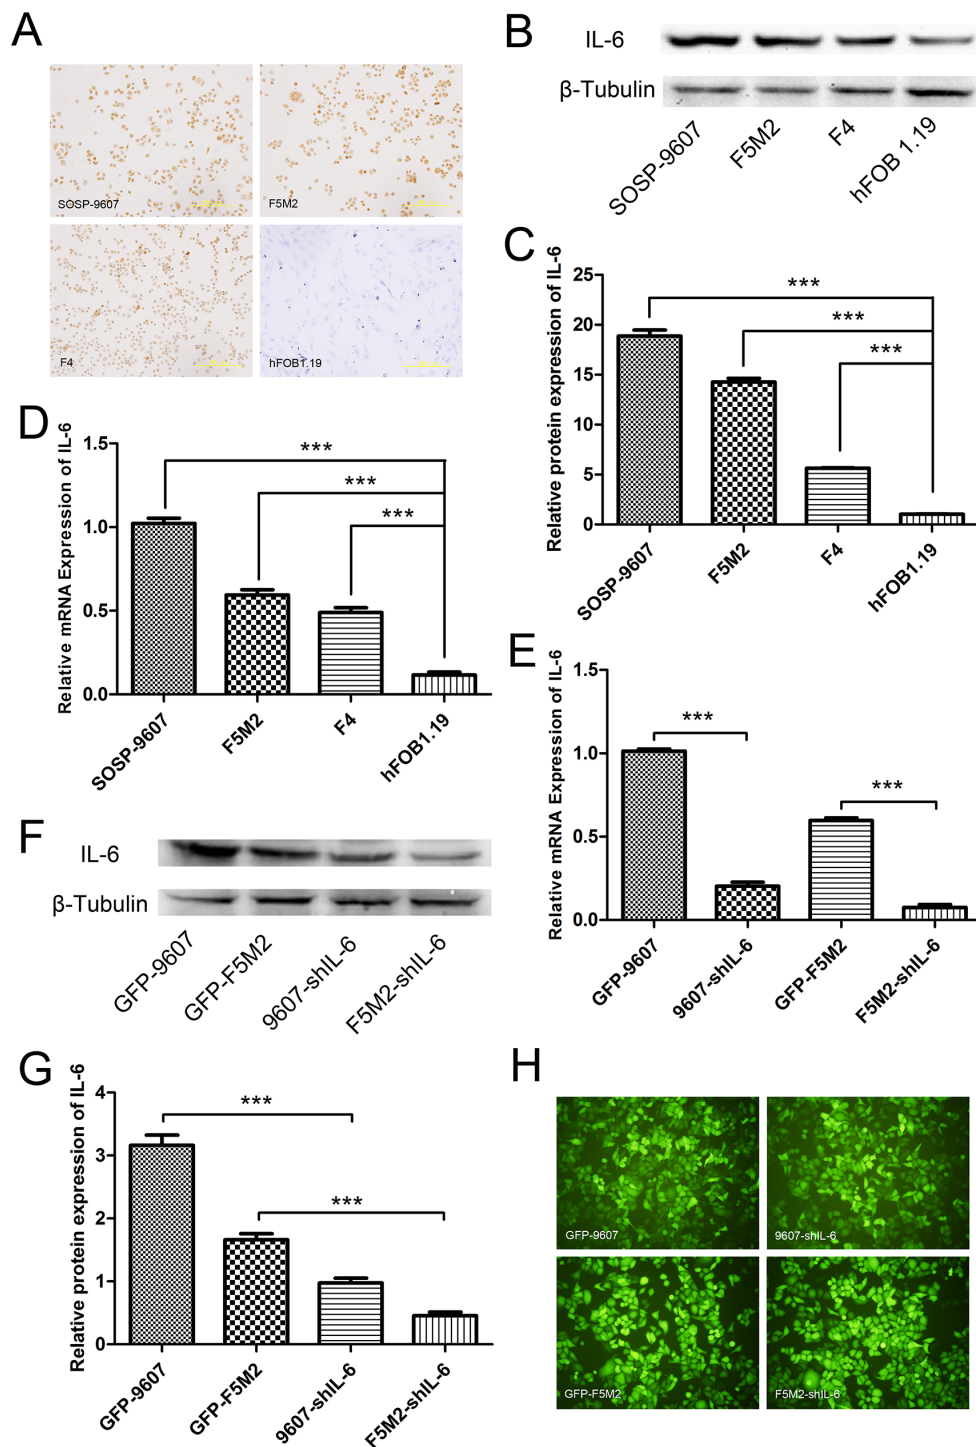 A
SOSP-9607
F5M2
F4
hFOB1.19
B
IL-6
β-Tubulin
SOSP-9607
F5M2
F4
hFOB 1.19
C
Relative protein expression of IL-6
25
20
15
10
5
0
***
***
***
SOSP-9607
F5M2
F4
hFOB1.19
D
Relative mRNA Expression of IL-6
1.5
1.0
0.5
0.0
***
***
***
SOSP-9607
F5M2
F4
hFOB1.19
E
Relative mRNA Expression of IL-6
1.5
1.0
0.5
0.0
***
***
GFP-9607
9607-shIL-6
GFP-F5M2
F5M2-shIL-6
F
IL-6
β-Tubulin
GFP-9607
GFP-F5M2
9607-shIL-6
F5M2-shIL-6
G
Relative protein expression of IL-6
4
3
2
1
0
***
***
GFP-9607
GFP-F5M2
9607-shIL-6
F5M2-shIL-6
H
GFP-9607
9607-shIL-6
GFP-F5M2
F5M2-shIL-6